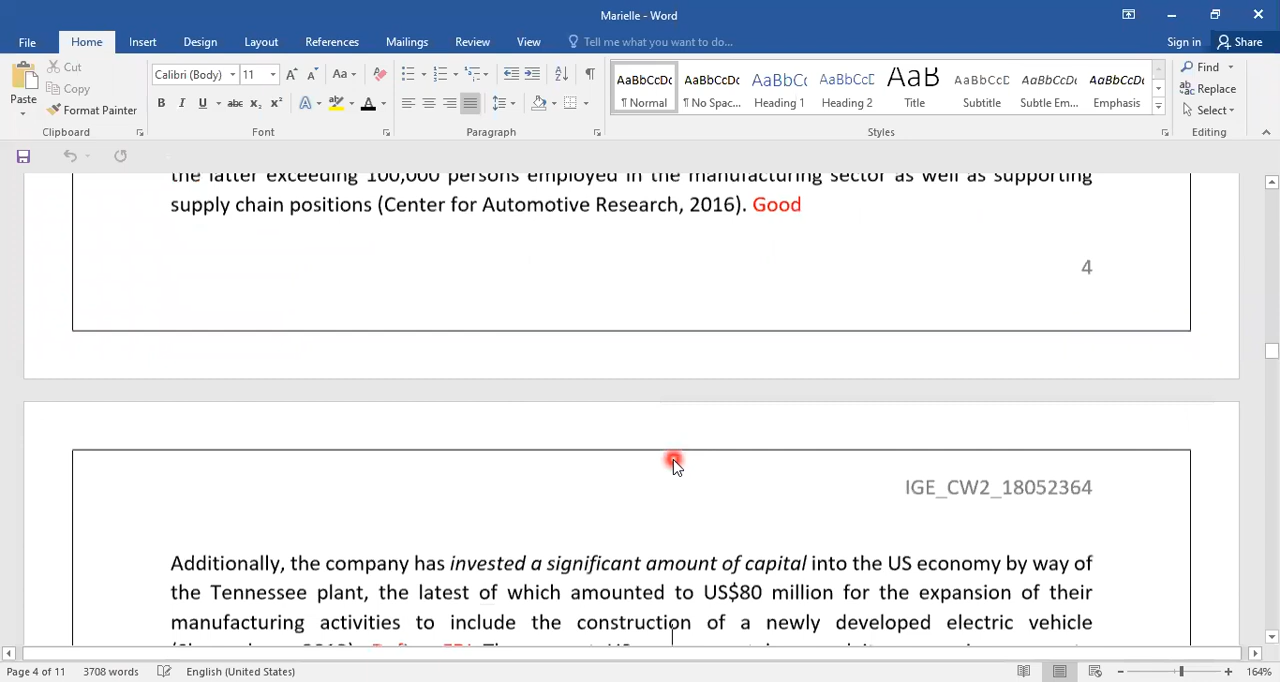 Marielle - Word
File Home Insert Design Layout References Mailings Review View Tell me what you want to do... Sign in Share
Cut
Copy
Format Painter
Paste
Calibri (Body) 11
Find
Replace
Select
AaBbCcDc AaBbCcDc AaBbCc AaBbCcD AaB AaBbCcD AaBbCcDc AaBbCcDc
¶ Normal ¶ No Spac... Heading 1 Heading 2 Title Subtitle Subtle Em... Emphasis
Clipboard Font Paragraph Styles Editing
the latter exceeding 100,000 persons employed in the manufacturing sector as well as supporting
supply chain positions (Center for Automotive Research, 2016). Good
4
IGE_CW2_18052364
Additionally, the company has invested a significant amount of capital into the US economy by way of
the Tennessee plant, the latest of which amounted to US$80 million for the expansion of their
manufacturing activities to include the construction of a newly developed electric vehicle
Page 4 of 11 3708 words English (United States) 164%